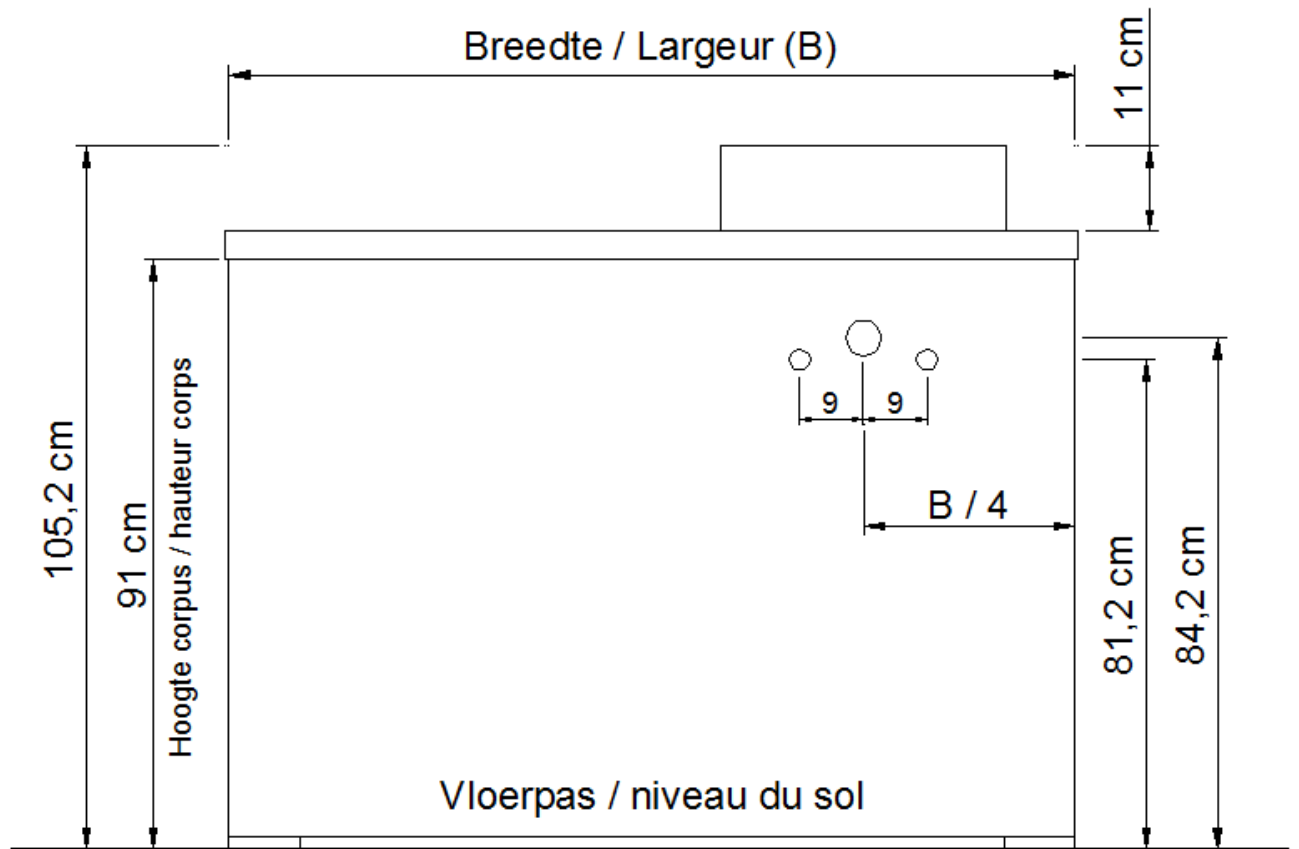 Breedte / Largeur (B)
11 cm
105,2 cm
91 cm
Hoogte corpus / hauteur corps
9
9
B / 4
81,2 cm
84,2 cm
Vloerpas / niveau du sol